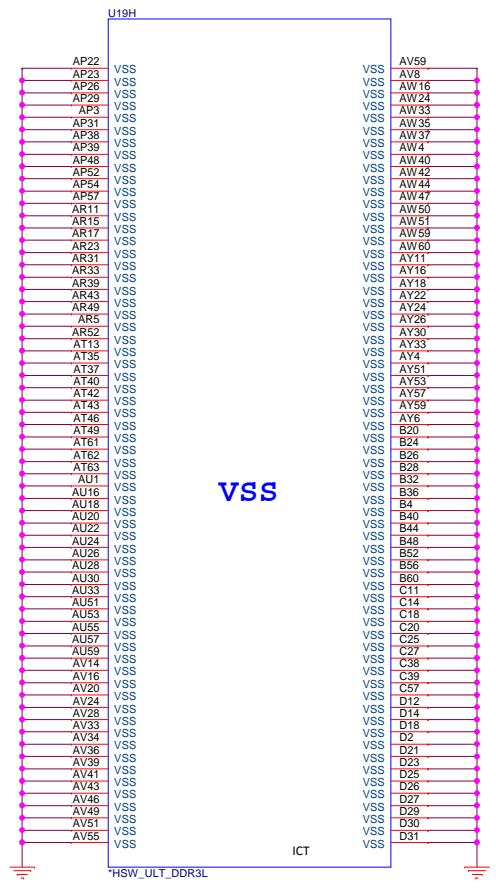 U19H
AP22 VSS VSS AV59
AP23 VSS VSS AV8
AP26 VSS VSS AW16
AP29 VSS VSS AW24
AP3 VSS VSS AW33
AP31 VSS VSS AW35
AP38 VSS VSS AW37
AP39 VSS VSS AW4
AP48 VSS VSS AW40
AP52 VSS VSS AW42
AP54 VSS VSS AW44
AP57 VSS VSS AW47
AR11 VSS VSS AW50
AR15 VSS VSS AW51
AR17 VSS VSS AW59
AR23 VSS VSS AW60
AR31 VSS VSS AY11
AR33 VSS VSS AY16
AR39 VSS VSS AY18
AR43 VSS VSS AY22
AR49 VSS VSS AY24
AR5 VSS VSS AY26
AR52 VSS VSS AY30
AT13 VSS VSS AY33
AT35 VSS VSS AY4
AT37 VSS VSS AY51
AT40 VSS VSS AY53
AT42 VSS VSS AY57
AT43 VSS VSS AY59
AT46 VSS VSS AY6
AT49 VSS VSS B20
AT61 VSS VSS B24
AT62 VSS VSS B26
AT63 VSS VSS B28
AU1 VSS VSS B32
AU16 VSS VSS B36
VSS
AU18 VSS VSS B4
AU20 VSS VSS B40
AU22 VSS VSS B44
AU24 VSS VSS B48
AU26 VSS VSS B52
AU28 VSS VSS B56
AU30 VSS VSS B60
AU33 VSS VSS C11
AU51 VSS VSS C14
AU53 VSS VSS C18
AU55 VSS VSS C20
AU57 VSS VSS C25
AU59 VSS VSS C27
AV14 VSS VSS C38
AV16 VSS VSS C39
AV20 VSS VSS C57
AV24 VSS VSS D12
AV28 VSS VSS D14
AV33 VSS VSS D18
AV34 VSS VSS D2
AV36 VSS VSS D21
AV39 VSS VSS D23
AV41 VSS VSS D25
AV43 VSS VSS D26
AV46 VSS VSS D27
AV49 VSS VSS D29
AV51 VSS VSS D30
AV55 VSS VSS D31
ICT
*HSW_ULT_DDR3L